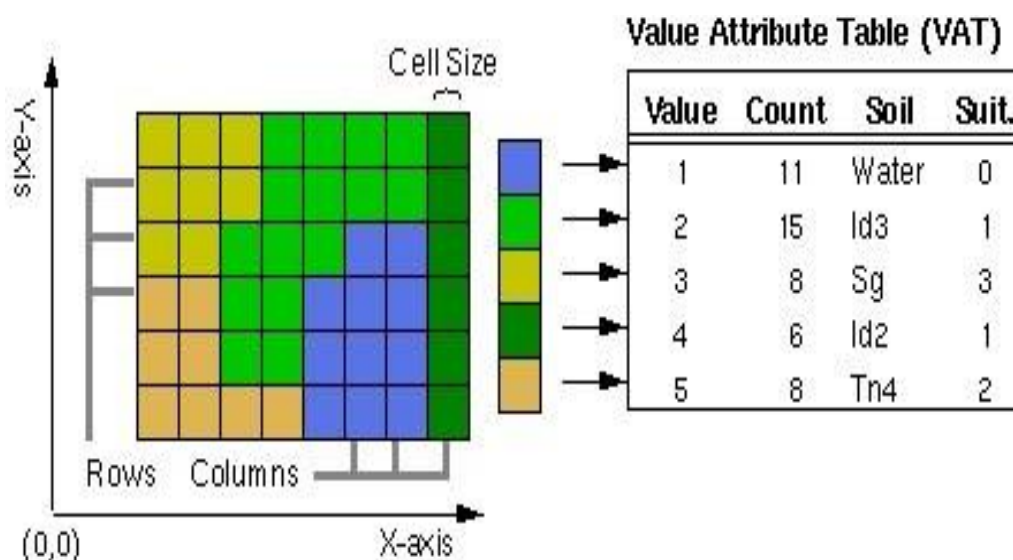 Value Attribute Table (VAT)
Cell Size
Y-axis
Value Count Soil Suit.
1 11 Water 0
2 15 Id3 1
3 8 Sg 3
4 6 Id2 1
5 8 Tn4 2
Rows Columns
(0,0) X-axis